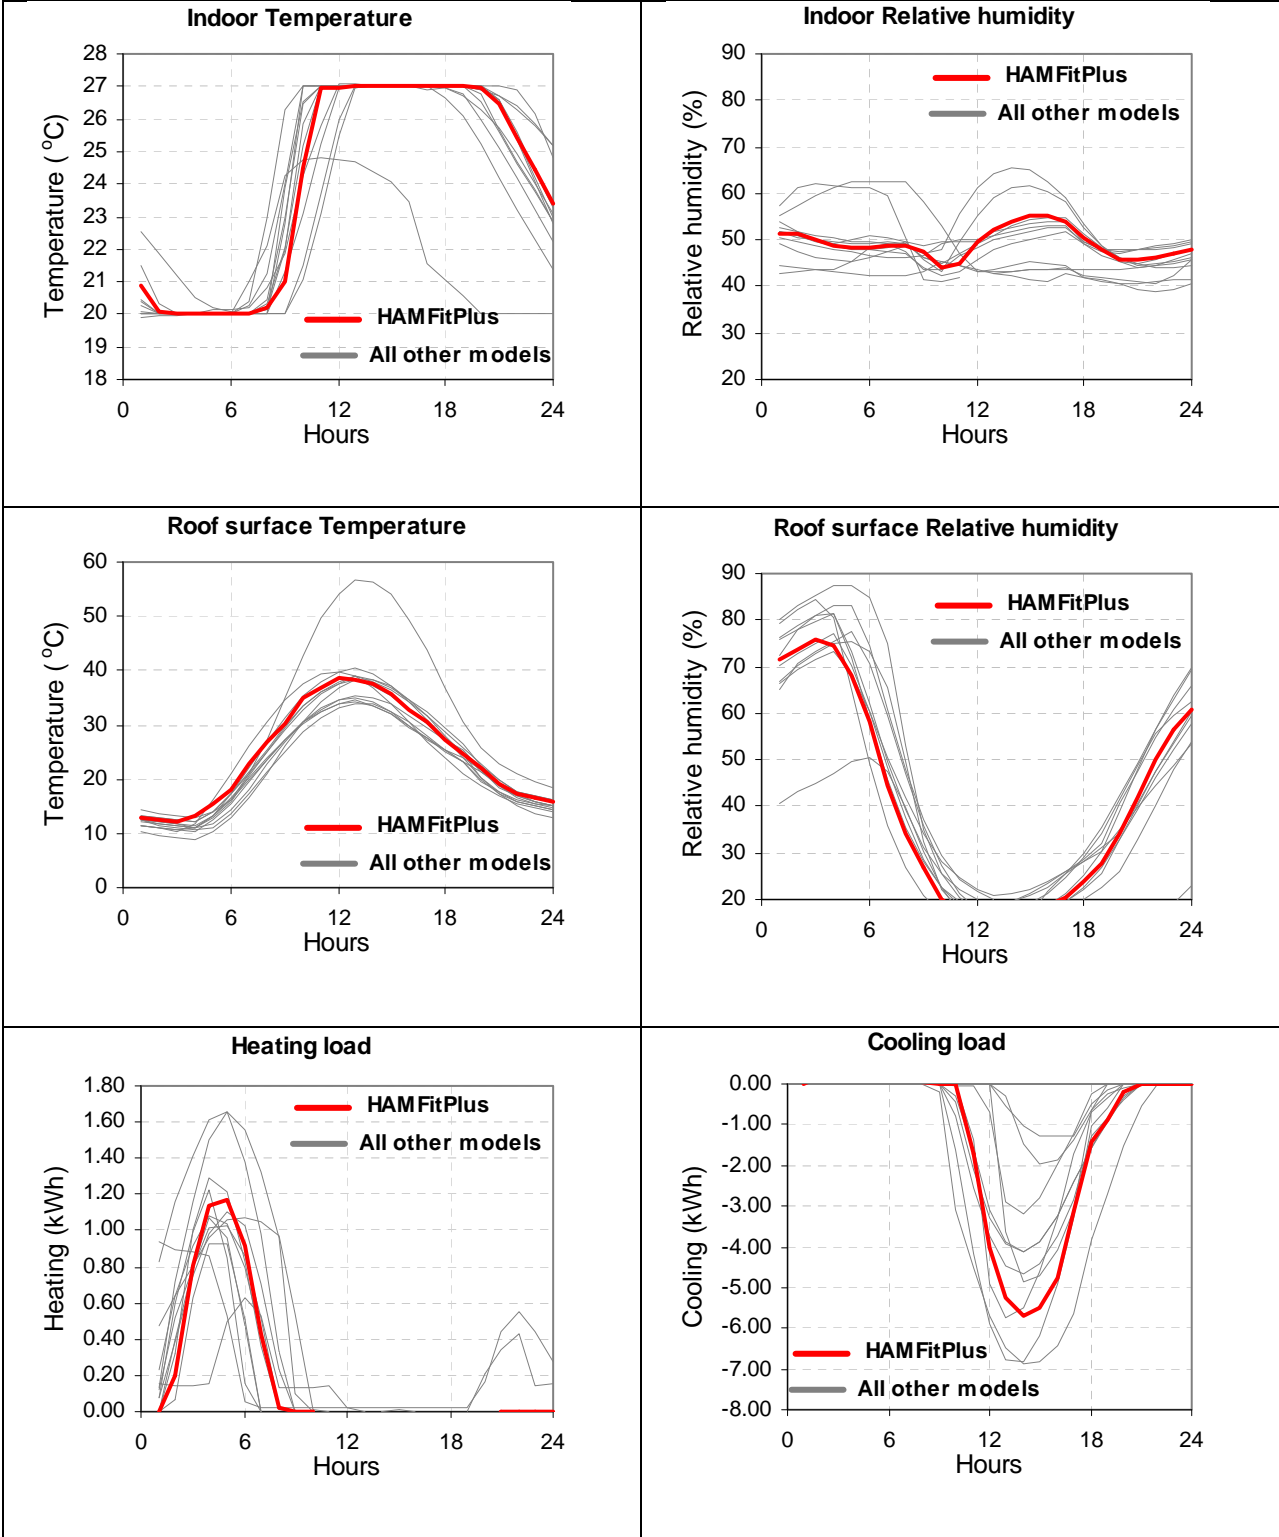 Indoor Temperature
28
27
26
25
24
23
22
21
20
19
18
Temperature ( °C)
HAMFitPlus
All other models
0 6 12 18 24
Hours
Indoor Relative humidity
90
80
70
60
50
40
30
20
Relative humidity (%)
HAMFitPlus
All other models
0 6 12 18 24
Hours
Roof surface Temperature
60
50
40
30
20
10
0
Temperature ( °C)
HAMFitPlus
All other models
0 6 12 18 24
Hours
Roof surface Relative humidity
90
80
70
60
50
40
30
20
Relative humidity (%)
HAMFitPlus
All other models
0 6 12 18 24
Hours
Heating load
1.80
1.60
1.40
1.20
1.00
0.80
0.60
0.40
0.20
0.00
Heating (kWh)
HAMFitPlus
All other models
0 6 12 18 24
Hours
Cooling load
0.00
-1.00
-2.00
-3.00
-4.00
-5.00
-6.00
-7.00
-8.00
Cooling (kWh)
HAMFitPlus
All other models
0 6 12 18 24
Hours